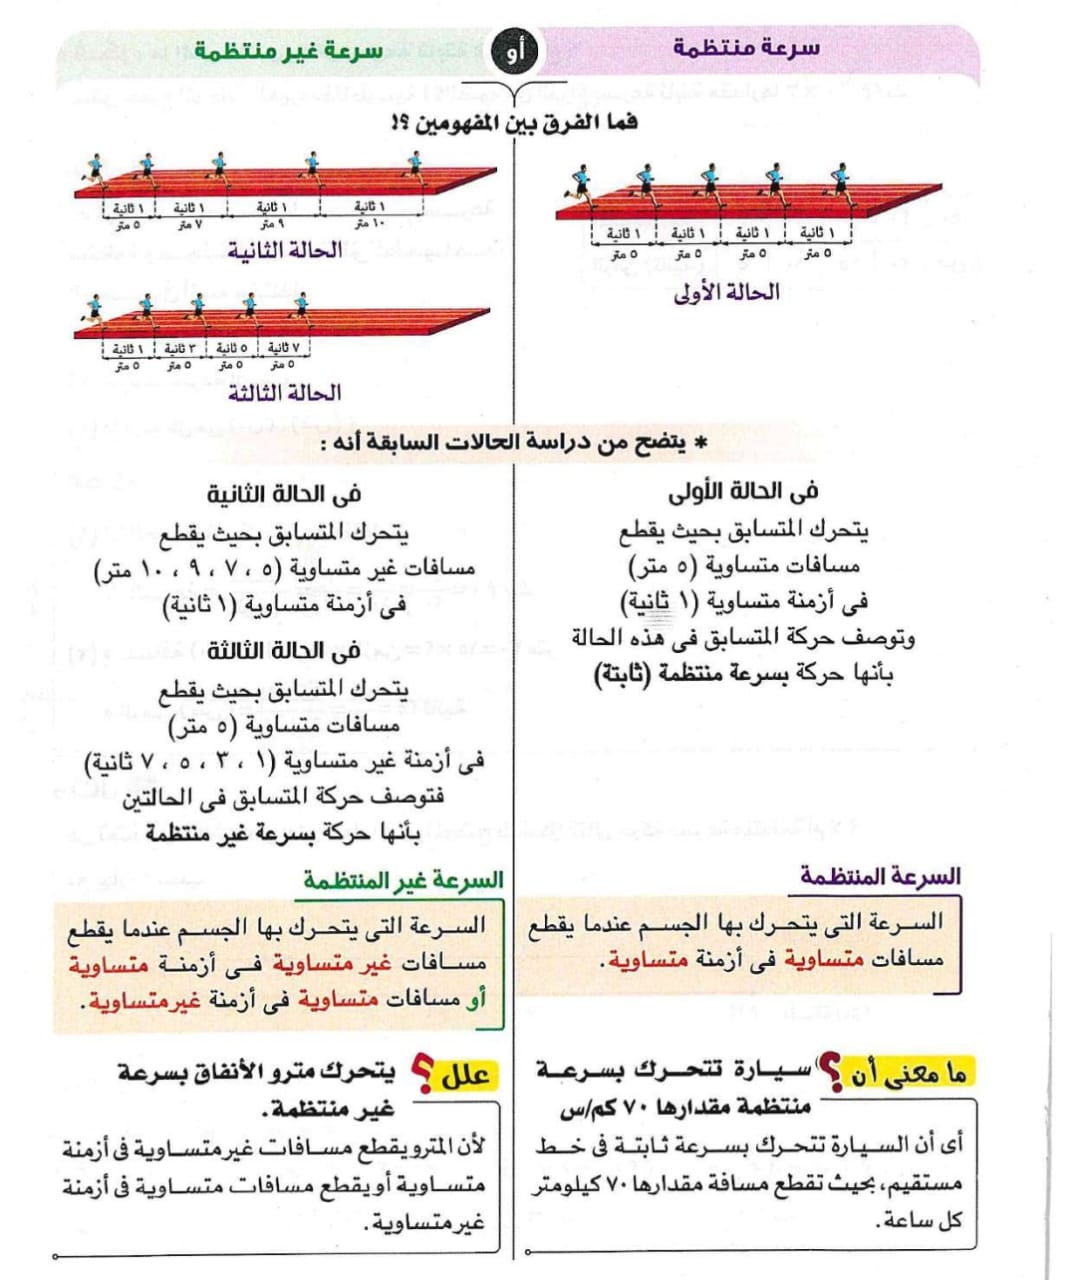 سرعة منتظمة
أو
سرعة غير منتظمة
فما الفرق بين المفهومين ؟!
١ ثانية ١ ثانية ١ ثانية ١ ثانية
٥ متر ٥ متر ٥ متر ٥ متر
الحالة الأولى
١ ثانية ١ ثانية ١ ثانية ١ ثانية
٥ متر ٧ متر ٩ متر ١٠ متر
الحالة الثانية
١ ثانية ٣ ثانية ٥ ثانية ٧ ثانية
٥ متر ٥ متر ٥ متر ٥ متر
الحالة الثالثة
* يتضح من دراسة الحالات السابقة أنه :
فى الحالة الأولى
يتحرك المتسابق بحيث يقطع
مسافات متساوية (٥ متر)
فى أزمنة متساوية (١ ثانية)
وتوصف حركة المتسابق فى هذه الحالة
بأنها حركة بسرعة منتظمة (ثابتة)
فى الحالة الثانية
يتحرك المتسابق بحيث يقطع
مسافات غير متساوية (٥ ، ٧ ، ٩ ، ١٠ متر)
فى أزمنة متساوية (١ ثانية)
فى الحالة الثالثة
يتحرك المتسابق بحيث يقطع
مسافات متساوية (٥ متر)
فى أزمنة غير متساوية (١ ، ٣ ، ٥ ، ٧ ثانية)
فتوصف حركة المتسابق فى الحالتين
بأنها حركة بسرعة غير منتظمة
السرعة المنتظمة
السرعة التى يتحرك بها الجسم عندما يقطع
مسافات متساوية فى أزمنة متساوية.
السرعة غير المنتظمة
السرعة التى يتحرك بها الجسم عندما يقطع
مسافات غير متساوية فى أزمنة متساوية
أو مسافات متساوية فى أزمنة غير متساوية.
ما معنى أن ؟ سيارة تتحرك بسرعة
منتظمة مقدارها ٧٠ كم/س
أى أن السيارة تتحرك بسرعة ثابتة فى خط
مستقيم، بحيث تقطع مسافة مقدارها ٧٠ كيلومتر
كل ساعة.
علل ؟ يتحرك مترو الأنفاق بسرعة
غير منتظمة.
لأن المترو يقطع مسافات غير متساوية فى أزمنة
متساوية أو يقطع مسافات متساوية فى أزمنة
غير متساوية.